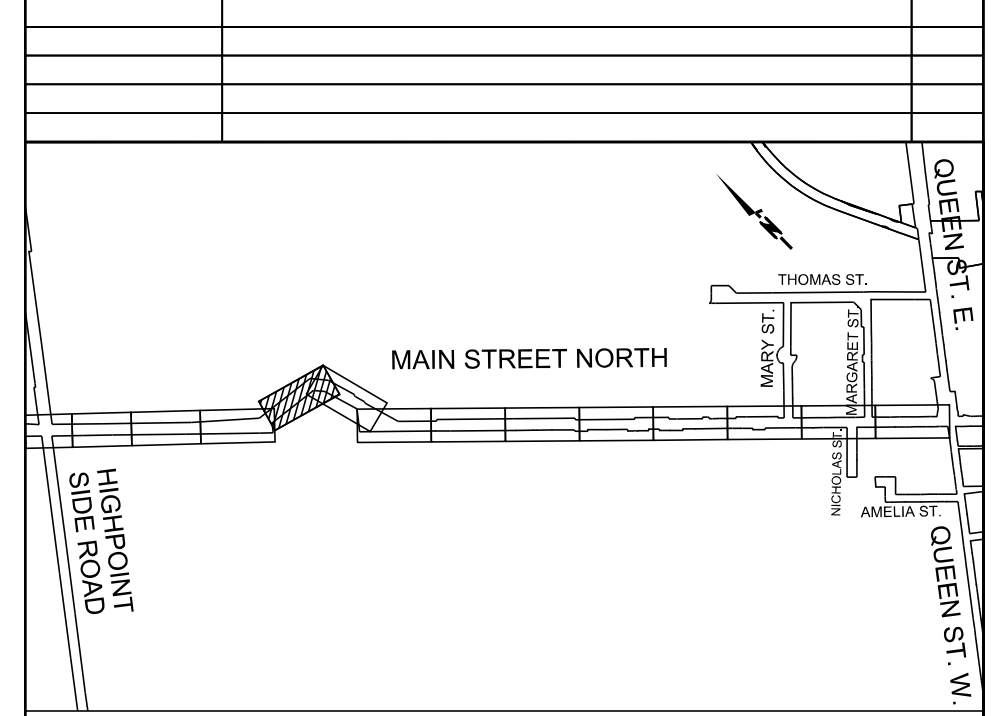 QUEEN ST. E.
N
THOMAS ST.
MARY ST.
MARGARET ST
MAIN STREET NORTH
NICHOLAS ST.
HIGHPOINT
SIDE ROAD
AMELIA ST.
QUEEN ST. W.